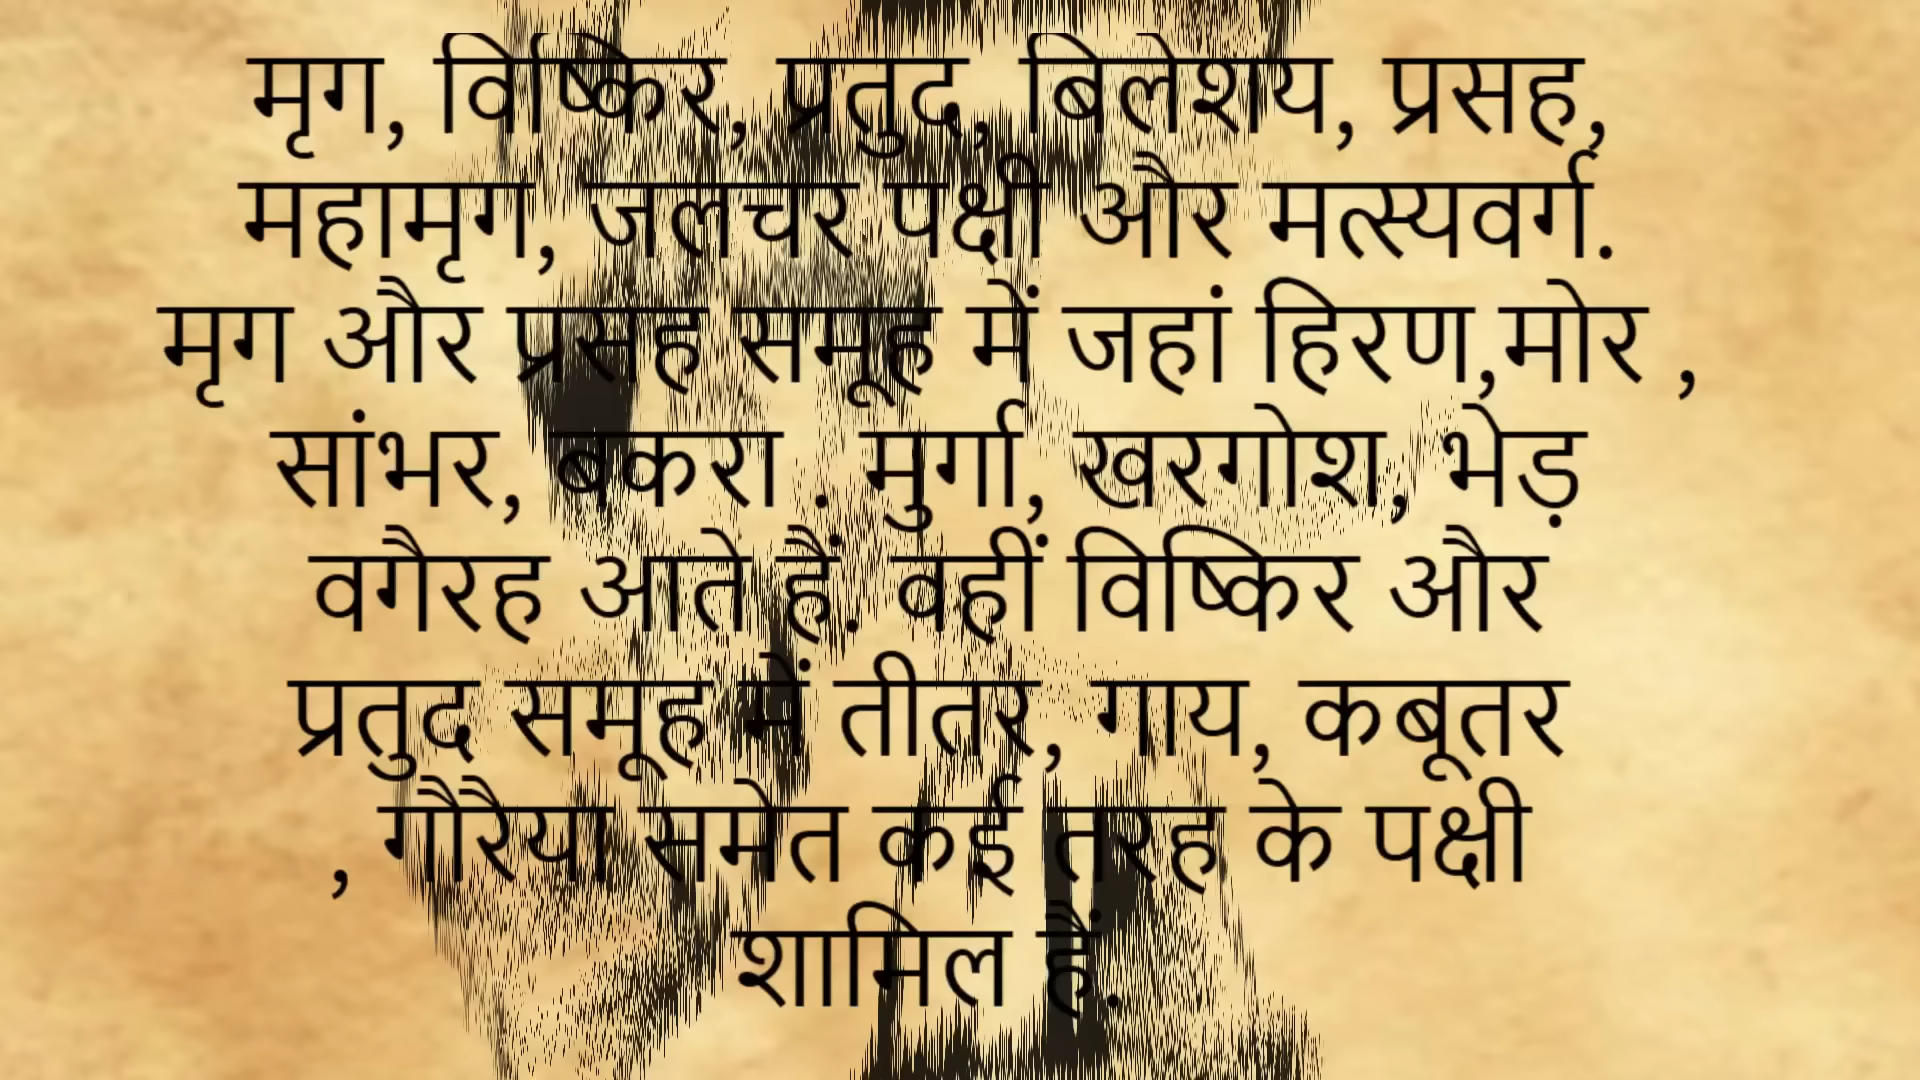 मृग, विष्किर, प्रतुद, बिलेशय, प्रसह,
महामृग, जलचर पक्षी और मत्स्यवर्ग.
मृग और प्रसह समूह में जहां हिरण,मोर ,
सांभर, बकरा . मुर्गा, खरगोश, भेड़
वगैरह आते हैं. वहीं विष्किर और
प्रतुद समूह में तीतर, गाय, कबूतर
, गौरैया समेत कई तरह के पक्षी
शामिल हैं.